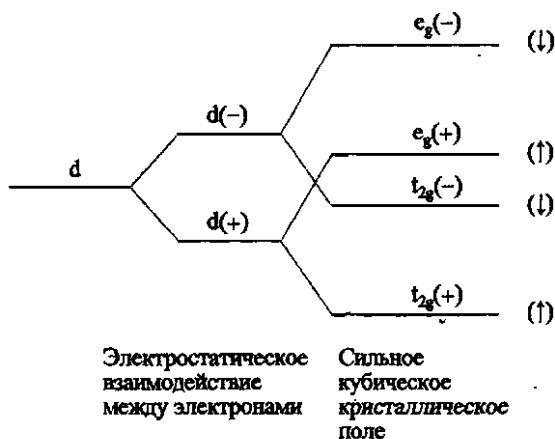 e_g(-) (↓)
d(-)
e_g(+) (↑)
d
t_2g(-) (↓)
d(+)
t_2g(+) (↑)
Электростатическое
взаимодействие
между электронами
Сильное
кубическое
кристаллическое
поле